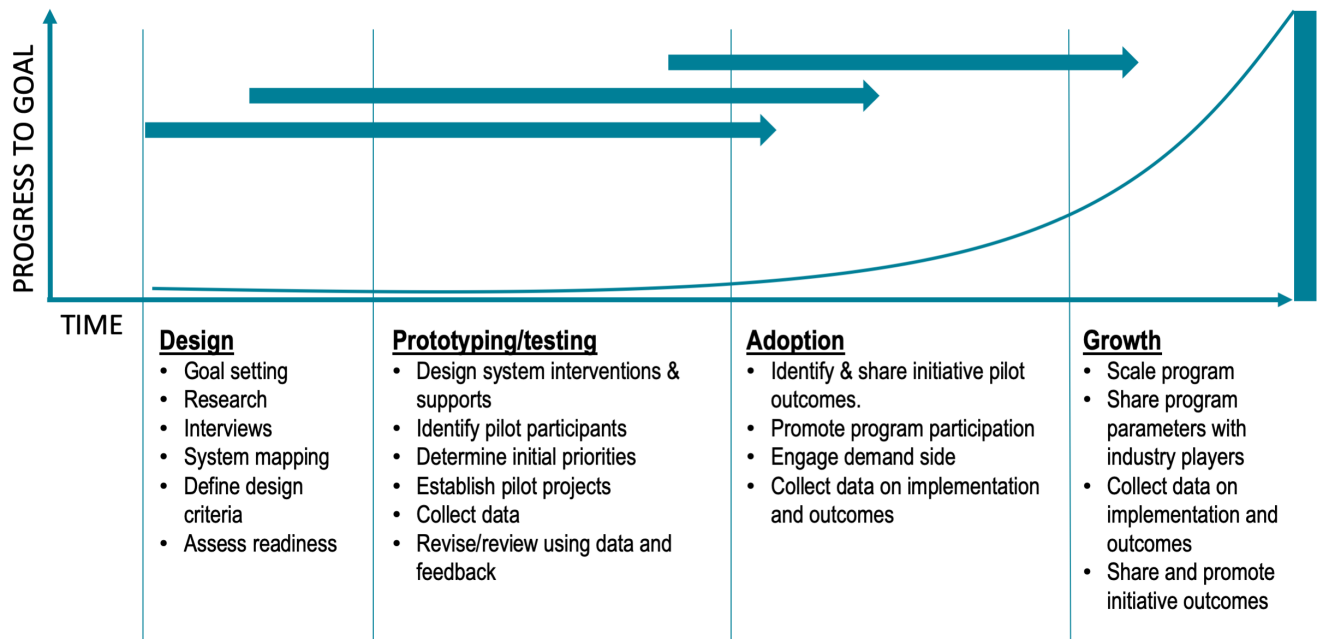 PROGRESS TO GOAL
TIME
Design
• Goal setting
• Research
• Interviews
• System mapping
• Define design
criteria
• Assess readiness
Prototyping/testing
• Design system interventions &
supports
• Identify pilot participants
• Determine initial priorities
• Establish pilot projects
• Collect data
• Revise/review using data and
feedback
Adoption
• Identify & share initiative pilot
outcomes.
• Promote program participation
• Engage demand side
• Collect data on implementation
and outcomes
Growth
• Scale program
• Share program
parameters with
industry players
• Collect data on
implementation and
outcomes
• Share and promote
initiative outcomes